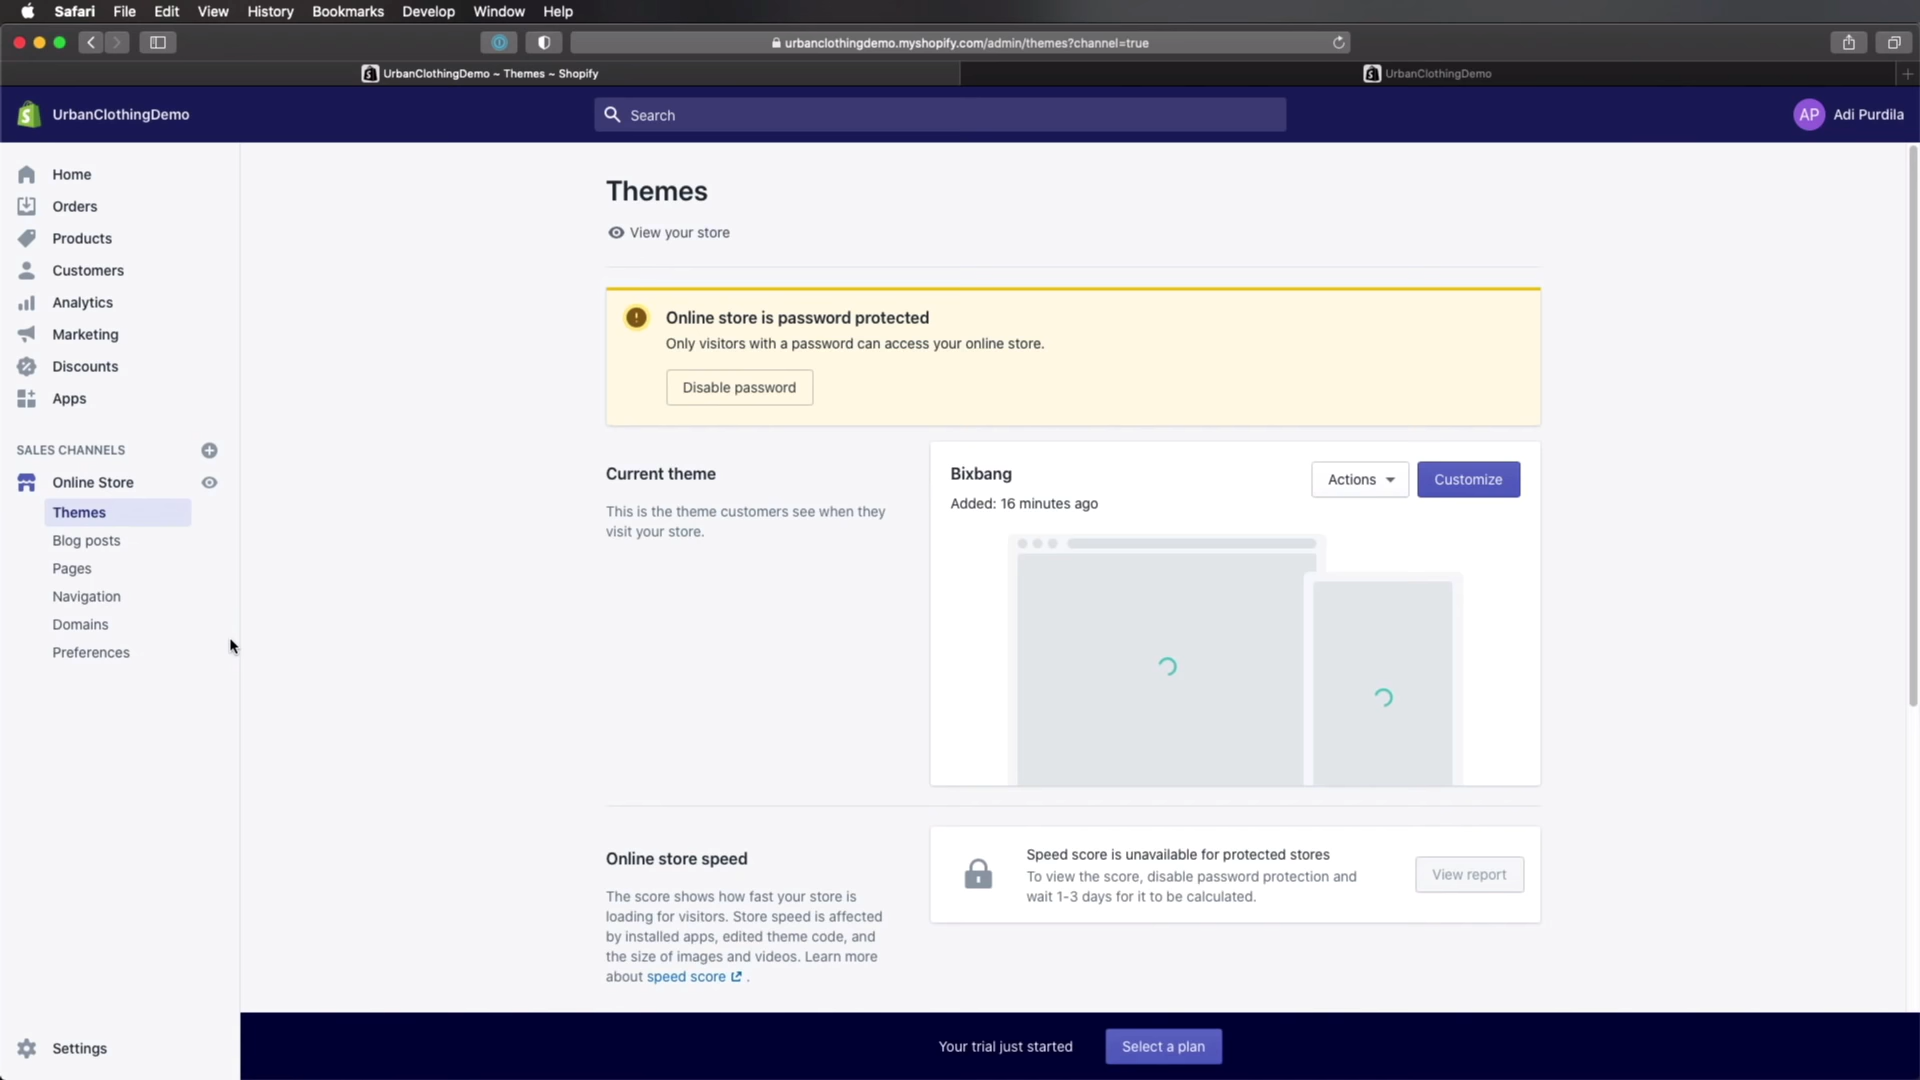 Safari File Edit View History Bookmarks Develop Window Help
urbanclothingdemo.myshopify.com/admin/themes?channel=true
UrbanClothingDemo ~ Themes ~ Shopify
UrbanClothingDemo
UrbanClothingDemo
Search
AP Adi Purdila
Home
Orders
Products
Customers
Analytics
Marketing
Discounts
Apps
SALES CHANNELS
Online Store
Themes
Blog posts
Pages
Navigation
Domains
Preferences
Settings
Themes
View your store
Online store is password protected
Only visitors with a password can access your online store.
Disable password
Current theme
This is the theme customers see when they
visit your store.
Bixbang
Added: 16 minutes ago
Actions
Customize
Online store speed
The score shows how fast your store is
loading for visitors. Store speed is affected
by installed apps, edited theme code, and
the size of images and videos. Learn more
about speed score .
Speed score is unavailable for protected stores
To view the score, disable password protection and
wait 1-3 days for it to be calculated.
View report
Your trial just started
Select a plan